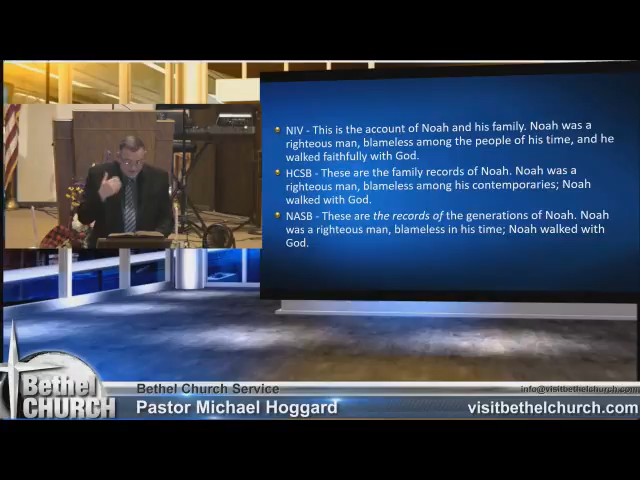 NIV - This is the account of Noah and his family. Noah was a
righteous man, blameless among the people of his time, and he
walked faithfully with God.
HCSB - These are the family records of Noah. Noah was a
righteous man, blameless among his contemporaries; Noah
walked with God.
NASB - These are the records of the generations of Noah. Noah
was a righteous man, blameless in his time; Noah walked with
God.
Bethel
CHURCH
Bethel Church Service
info@visitbethelchurch.com
Pastor Michael Hoggard
visitbethelchurch.com